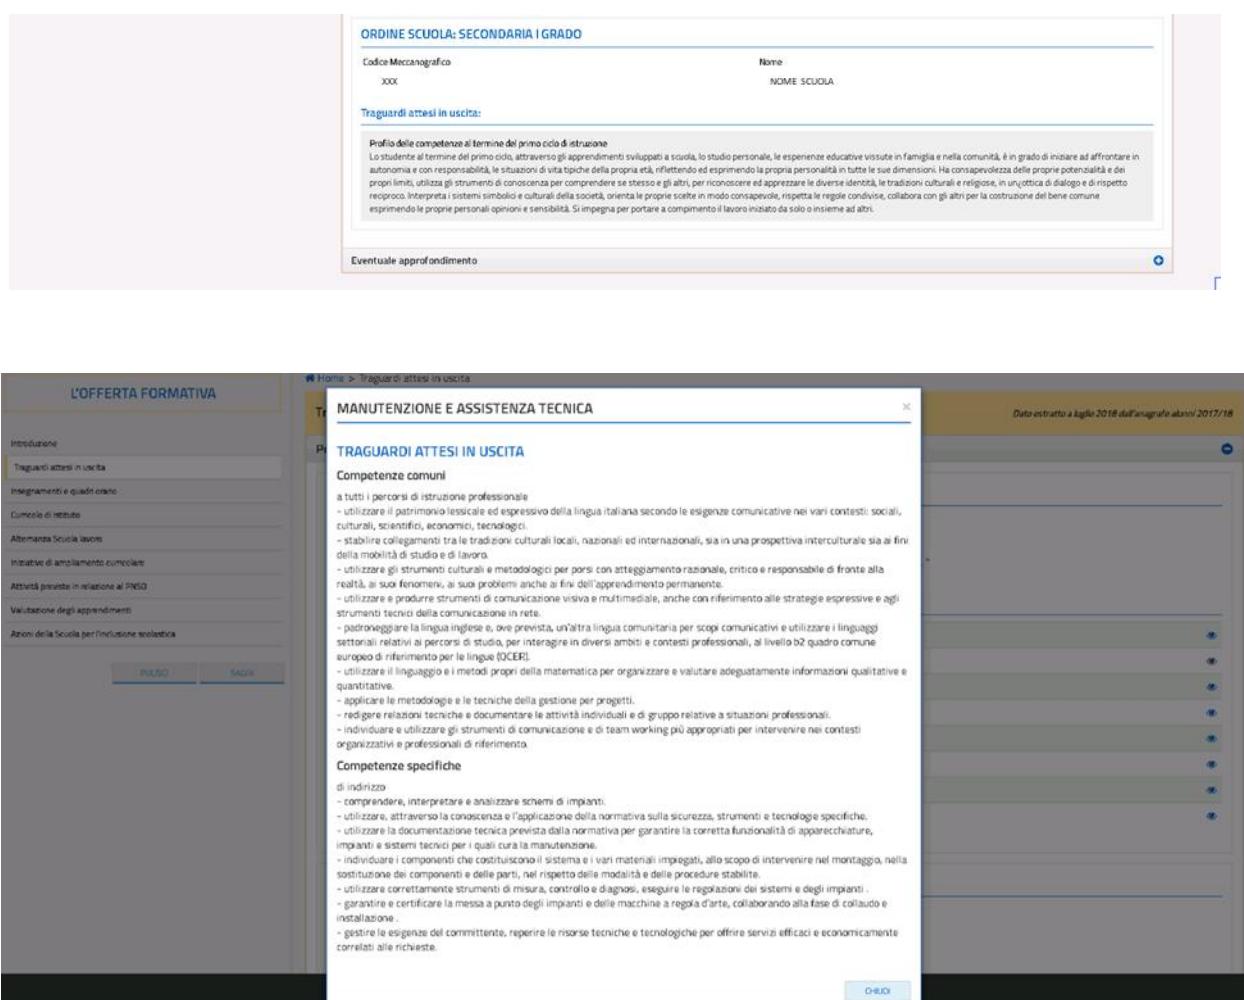 ORDINE SCUOLA: SECONDARIA I GRADO
Codice Meccanografico Nome
XXX NOME SCUOLA
Traguardi attesi in uscita:
Profilo delle competenze al termine del primo ciclo di istruzione
Lo studente al termine del primo ciclo, attraverso gli apprendimenti sviluppati a scuola, lo studio personale, le esperienze educative vissute in famiglia e nella comunità, è in grado di iniziare ad affrontare in
autonomia e con responsabilità, le situazioni di vita tipiche della propria età, riflettendo ed esprimendo la propria personalità in tutte le sue dimensioni. Ha consapevolezza delle proprie potenzialità e dei
propri limiti, utilizza gli strumenti di conoscenza per comprendere se stesso e gli altri, per riconoscere ed apprezzare le diverse identità, le tradizioni culturali e religiose, in un¿ottica di dialogo e di rispetto
reciproco. Interpreta i sistemi simbolici e culturali della società, orienta le proprie scelte in modo consapevole, rispetta le regole condivise, collabora con gli altri per la costruzione del bene comune
esprimendo le proprie personali opinioni e sensibilità. Si impegna per portare a compimento il lavoro iniziato da solo o insieme ad altri.
Eventuale approfondimento
L'OFFERTA FORMATIVA
Introduzione
Traguardi attesi in uscita
Insegnamenti e quadri orario
Curricolo di istituto
Alternanza Scuola lavoro
Iniziative di ampliamento curricolare
Attività previste in relazione al PNSD
Valutazione degli apprendimenti
Azioni della Scuola per l'inclusione scolastica
PULISCI SALVA
Home > Traguardi attesi in uscita
Dato estratto a luglio 2018 dall'anagrafe alunni 2017/18
MANUTENZIONE E ASSISTENZA TECNICA ×
TRAGUARDI ATTESI IN USCITA
Competenze comuni
a tutti i percorsi di istruzione professionale
- utilizzare il patrimonio lessicale ed espressivo della lingua italiana secondo le esigenze comunicative nei vari contesti: sociali,
culturali, scientifici, economici, tecnologici.
- stabilire collegamenti tra le tradizioni culturali locali, nazionali ed internazionali, sia in una prospettiva interculturale sia ai fini
della mobilità di studio e di lavoro.
- utilizzare gli strumenti culturali e metodologici per porsi con atteggiamento razionale, critico e responsabile di fronte alla
realtà, ai suoi fenomeni, ai suoi problemi anche ai fini dell'apprendimento permanente.
- utilizzare e produrre strumenti di comunicazione visiva e multimediale, anche con riferimento alle strategie espressive e agli
strumenti tecnici della comunicazione in rete.
- padroneggiare la lingua inglese e, ove prevista, un'altra lingua comunitaria per scopi comunicativi e utilizzare i linguaggi
settoriali relativi ai percorsi di studio, per interagire in diversi ambiti e contesti professionali, al livello b2 quadro comune
europeo di riferimento per le lingue (QCER).
- utilizzare il linguaggio e i metodi propri della matematica per organizzare e valutare adeguatamente informazioni qualitative e
quantitative.
- applicare le metodologie e le tecniche della gestione per progetti.
- redigere relazioni tecniche e documentare le attività individuali e di gruppo relative a situazioni professionali.
- individuare e utilizzare gli strumenti di comunicazione e di team working più appropriati per intervenire nei contesti
organizzativi e professionali di riferimento.
Competenze specifiche
di indirizzo
- comprendere, interpretare e analizzare schemi di impianti.
- utilizzare, attraverso la conoscenza e l'applicazione della normativa sulla sicurezza, strumenti e tecnologie specifiche.
- utilizzare la documentazione tecnica prevista dalla normativa per garantire la corretta funzionalità di apparecchiature,
impianti e sistemi tecnici per i quali cura la manutenzione.
- individuare i componenti che costituiscono il sistema e i vari materiali impiegati, allo scopo di intervenire nel montaggio, nella
sostituzione dei componenti e delle parti, nel rispetto delle modalità e delle procedure stabilite.
- utilizzare correttamente strumenti di misura, controllo e diagnosi, eseguire le regolazioni dei sistemi e degli impianti .
- garantire e certificare la messa a punto degli impianti e delle macchine a regola d'arte, collaborando alla fase di collaudo e
installazione .
- gestire le esigenze del committente, reperire le risorse tecniche e tecnologiche per offrire servizi efficaci e economicamente
correlati alle richieste.
CHIUDI